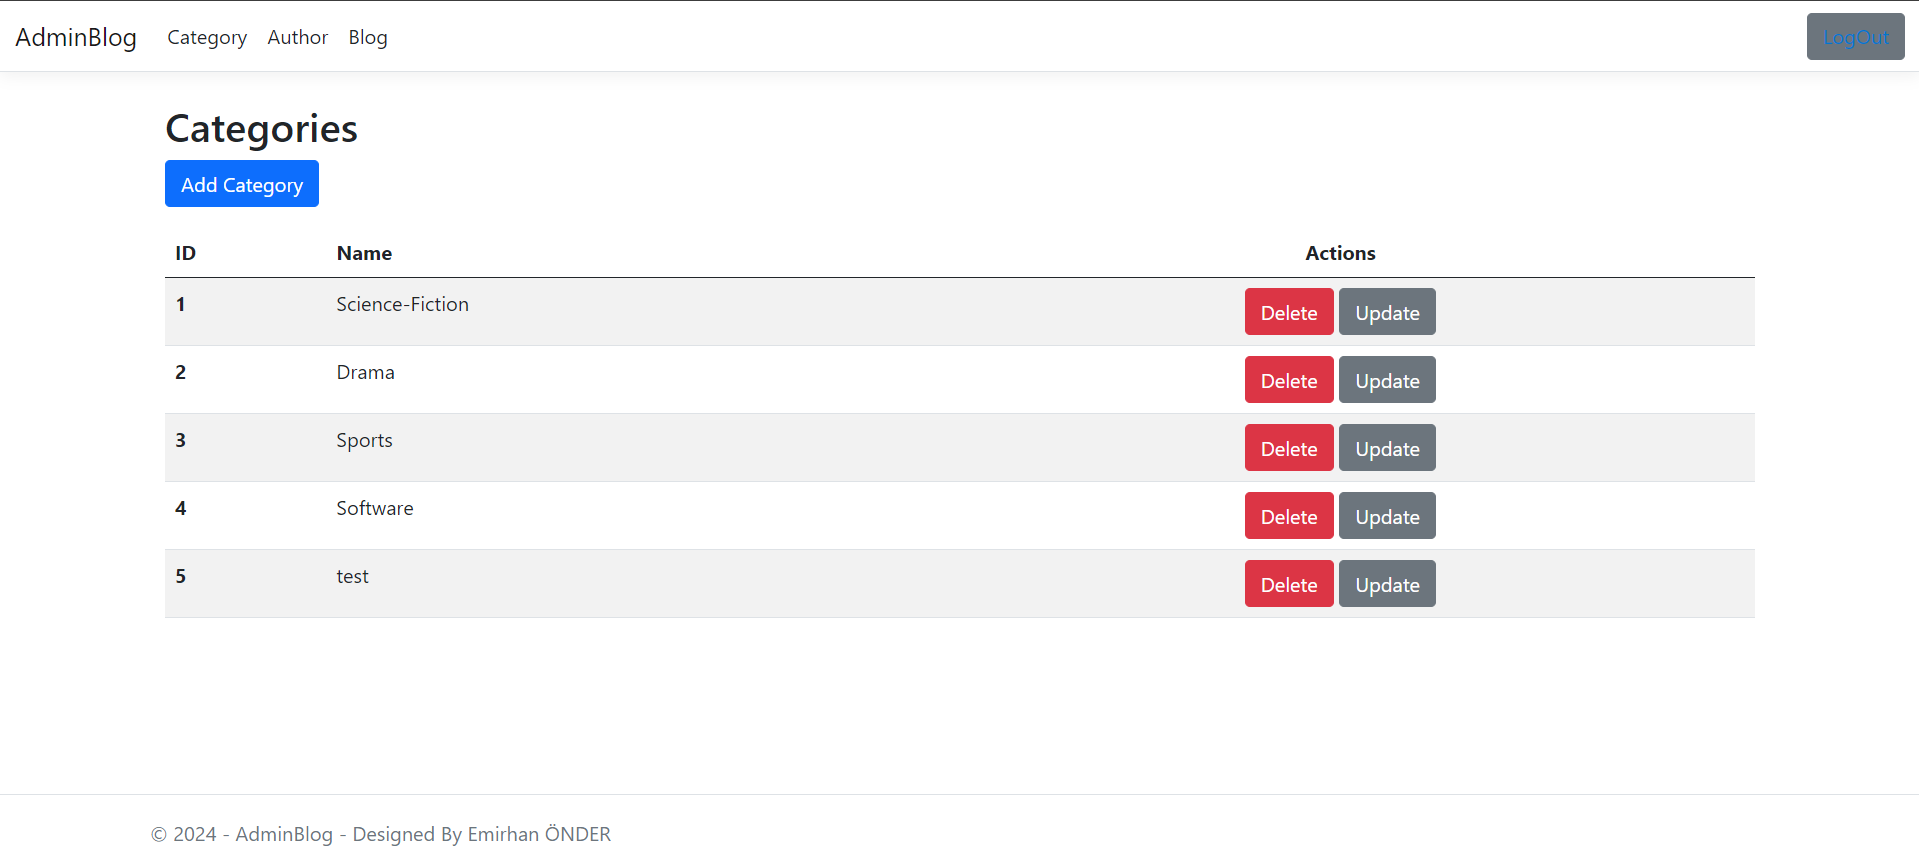 AdminBlog Category Author Blog LogOut
Categories
Add Category
ID Name Actions
1 Science-Fiction Delete Update
2 Drama Delete Update
3 Sports Delete Update
4 Software Delete Update
5 test Delete Update
© 2024 - AdminBlog - Designed By Emirhan ÖNDER